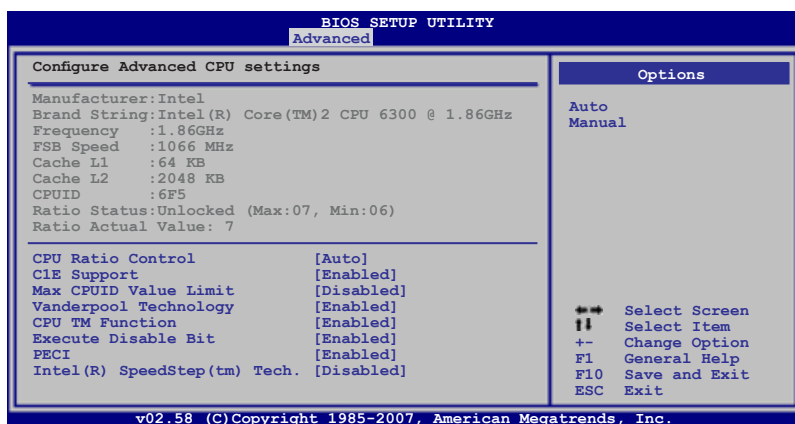 BIOS SETUP UTILITY
Advanced
Configure Advanced CPU settings
Manufacturer:Intel
Brand String:Intel(R) Core(TM)2 CPU 6300 @ 1.86GHz
Frequency :1.86GHz
FSB Speed :1066 MHz
Cache L1 :64 KB
Cache L2 :2048 KB
CPUID :6F5
Ratio Status:Unlocked (Max:07, Min:06)
Ratio Actual Value: 7
CPU Ratio Control [Auto]
C1E Support [Enabled]
Max CPUID Value Limit [Disabled]
Vanderpool Technology [Enabled]
CPU TM Function [Enabled]
Execute Disable Bit [Enabled]
PECI [Enabled]
Intel(R) SpeedStep(tm) Tech. [Disabled]
Options
Auto
Manual
←→ Select Screen
↑↓ Select Item
+- Change Option
F1 General Help
F10 Save and Exit
ESC Exit
v02.58 (C)Copyright 1985-2007, American Megatrends, Inc.